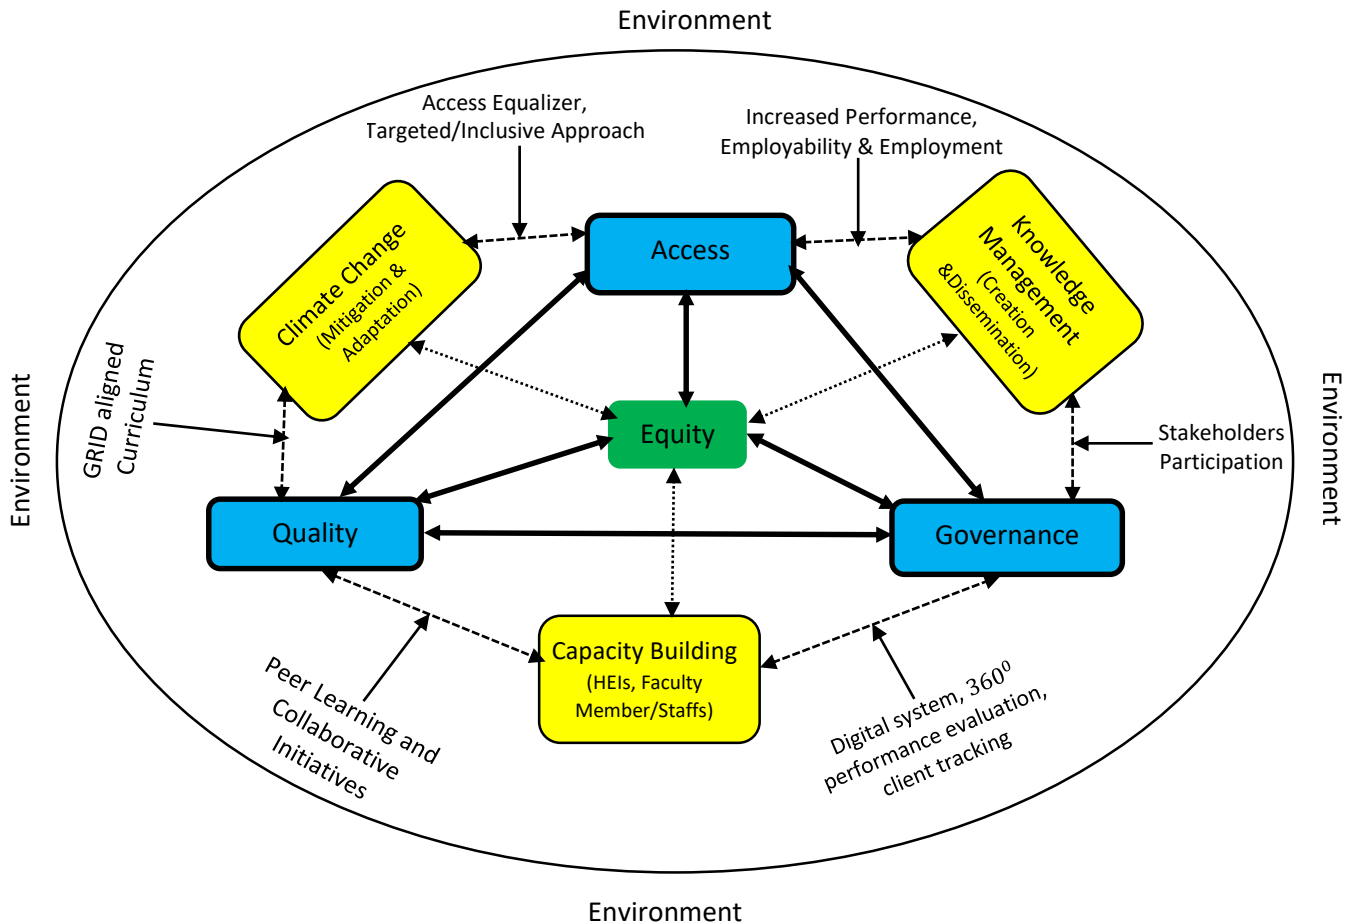 Environment
Access Equalizer,
Targeted/Inclusive Approach
Increased Performance,
Employability & Employment
Climate Change
(Mitigation &
Adaptation)
Access
Knowledge
Management
(Creation
&Dissemination)
GRID aligned
Curriculum
Environment
Equity
Stakeholders
Participation
Environment
Quality
Governance
Capacity Building
(HEIs, Faculty
Member/Staffs)
Peer Learning and
Collaborative
Initiatives
Digital system, 360⁰
performance evaluation,
client tracking
Environment